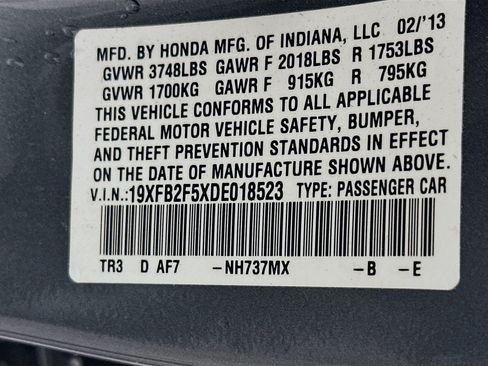 MFD. BY HONDA MFG. OF INDIANA, LLC 02/'13
GVWR 3748LBS GAWR F 2018LBS R 1753LBS
GVWR 1700KG GAWR F 915KG R 795KG
THIS VEHICLE CONFORMS TO ALL APPLICABLE
FEDERAL MOTOR VEHICLE SAFETY, BUMPER,
AND THEFT PREVENTION STANDARDS IN EFFECT
ON THE DATE OF MANUFACTURE SHOWN ABOVE.
V.I.N.:19XFB2F5XDE018523 TYPE: PASSENGER CAR
TR3 D AF7 -NH737MX -B -E